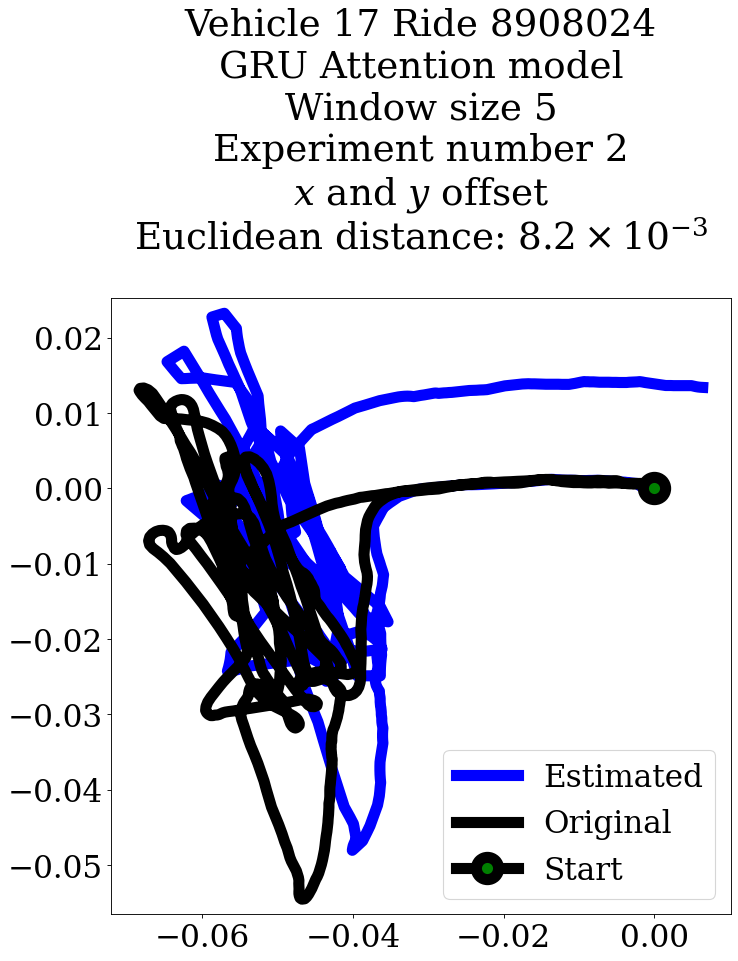 Vehicle 17 Ride 8908024
GRU Attention model
Window size 5
Experiment number 2
x and y offset
Euclidean distance: 8.2 × 10⁻³
0.02
0.01
0.00
−0.01
−0.02
−0.03
−0.04
−0.05
Estimated
Original
Start
−0.06 −0.04 −0.02 0.00